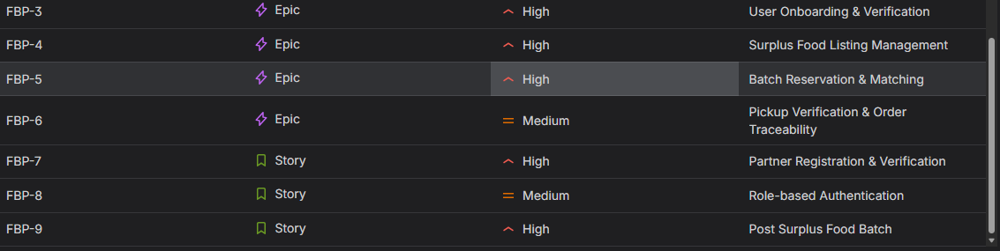 FBP-3 Epic High User Onboarding & Verification
FBP-4 Epic High Surplus Food Listing Management
FBP-5 Epic High Batch Reservation & Matching
FBP-6 Epic Medium Pickup Verification & Order
Traceability
FBP-7 Story High Partner Registration & Verification
FBP-8 Story Medium Role-based Authentication
FBP-9 Story High Post Surplus Food Batch